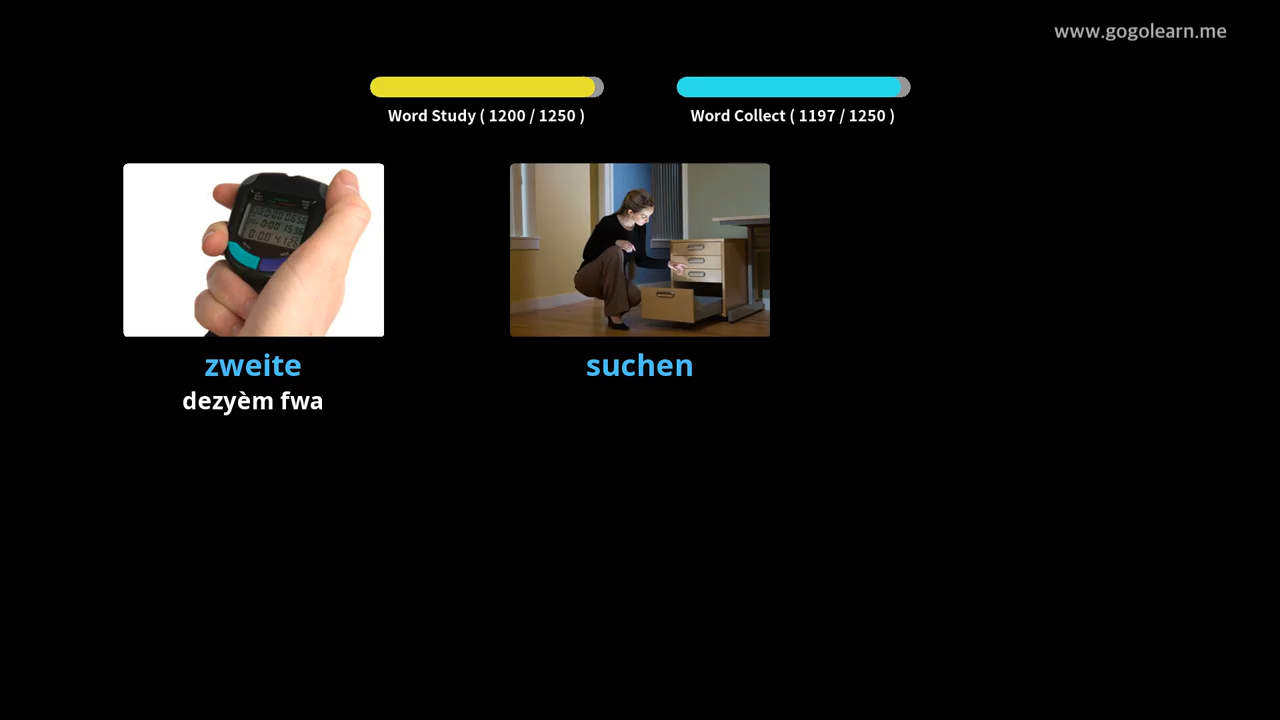 www.gogolearn.me
Word Study ( 1200 / 1250 )
Word Collect ( 1197 / 1250 )
zweite
dezyèm fwa
suchen